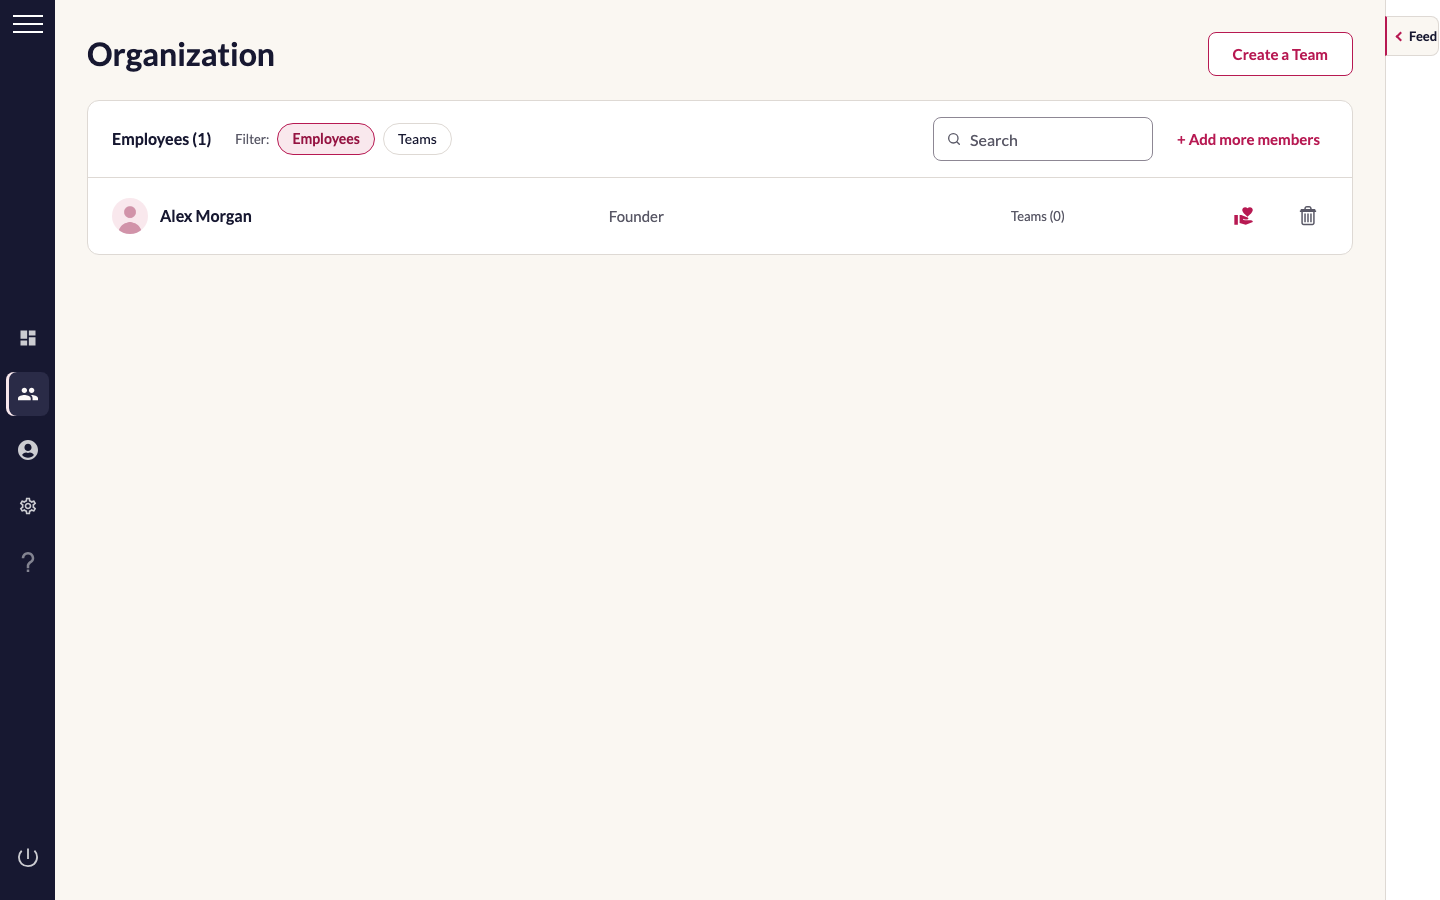 Organization
Create a Team
Feed
Employees (1)
Filter:
Employees
Teams
Search
+ Add more members
Alex Morgan
Founder
Teams (0)